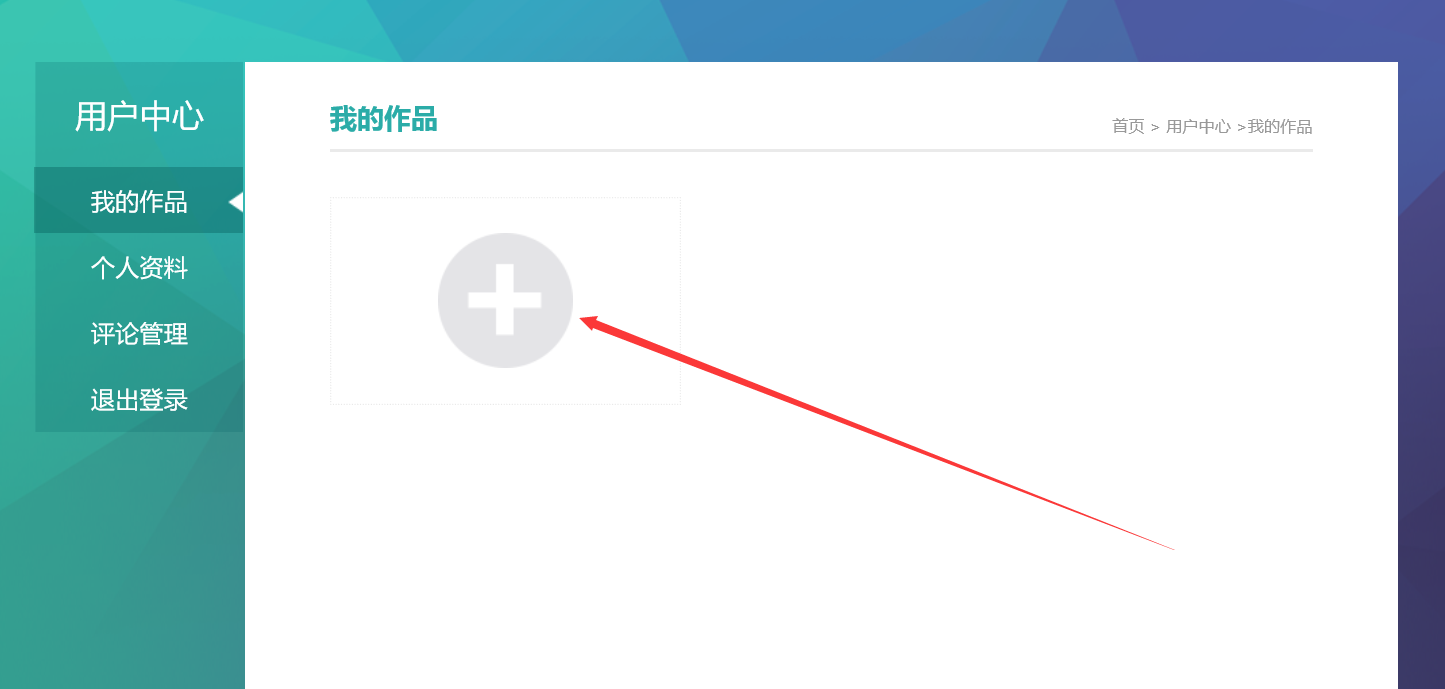 用户中心
我的作品
个人资料
评论管理
退出登录
我的作品
首页 > 用户中心 >我的作品